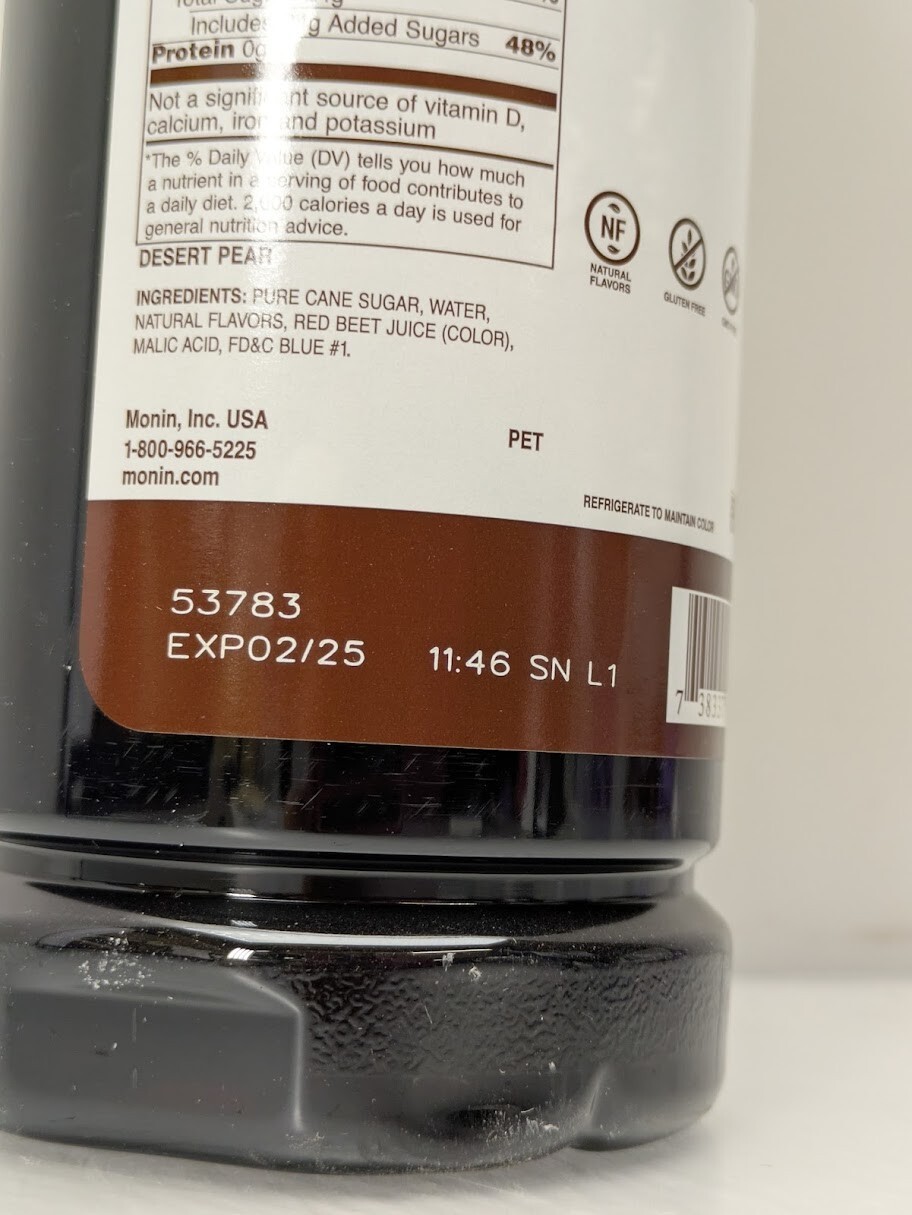 Includes g Added Sugars 48%
Protein 0g
Not a significant source of vitamin D,
calcium, iron and potassium
*The % Daily Value (DV) tells you how much
a nutrient in a serving of food contributes to
a daily diet. 2,000 calories a day is used for
general nutrition advice.
DESERT PEAR
INGREDIENTS: PURE CANE SUGAR, WATER,
NATURAL FLAVORS, RED BEET JUICE (COLOR),
MALIC ACID, FD&C BLUE #1.
NF
NATURAL
FLAVORS
GLUTEN FREE
Monin, Inc. USA
1-800-966-5225
monin.com
PET
REFRIGERATE TO MAINTAIN COLOR
53783
EXP02/25 11:46 SN L1
7 38337